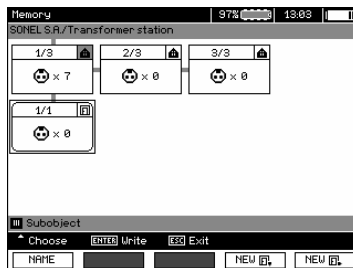 Memory 97% 13:03
SONEL S.A./Transformer station
1/3 2/3 3/3
x 7 x 0 x 0
1/1
x 0
Subobject
Choose ENTER Write ESC Exit
NAME NEW NEW